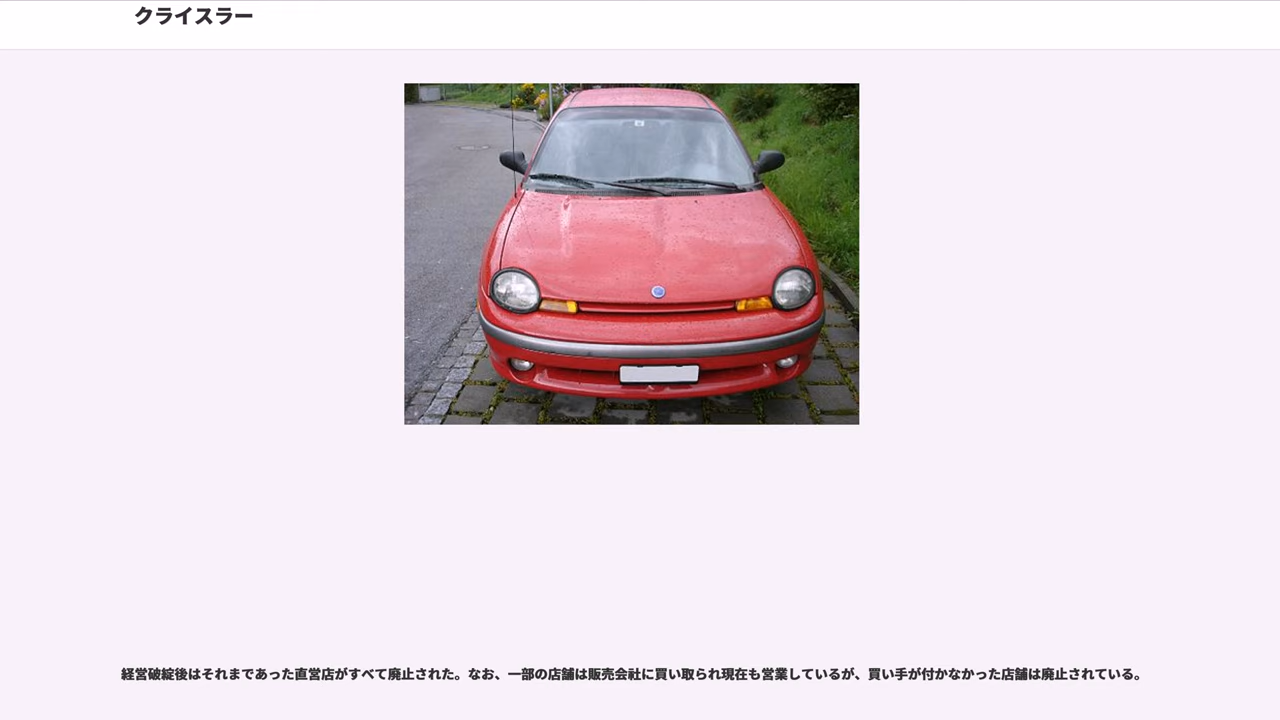 クライスラー
経営破綻後はそれまであった直営店がすべて廃止された。なお、一部の店舗は販売会社に買い取られ現在も営業しているが、買い手が付かなかった店舗は廃止されている。